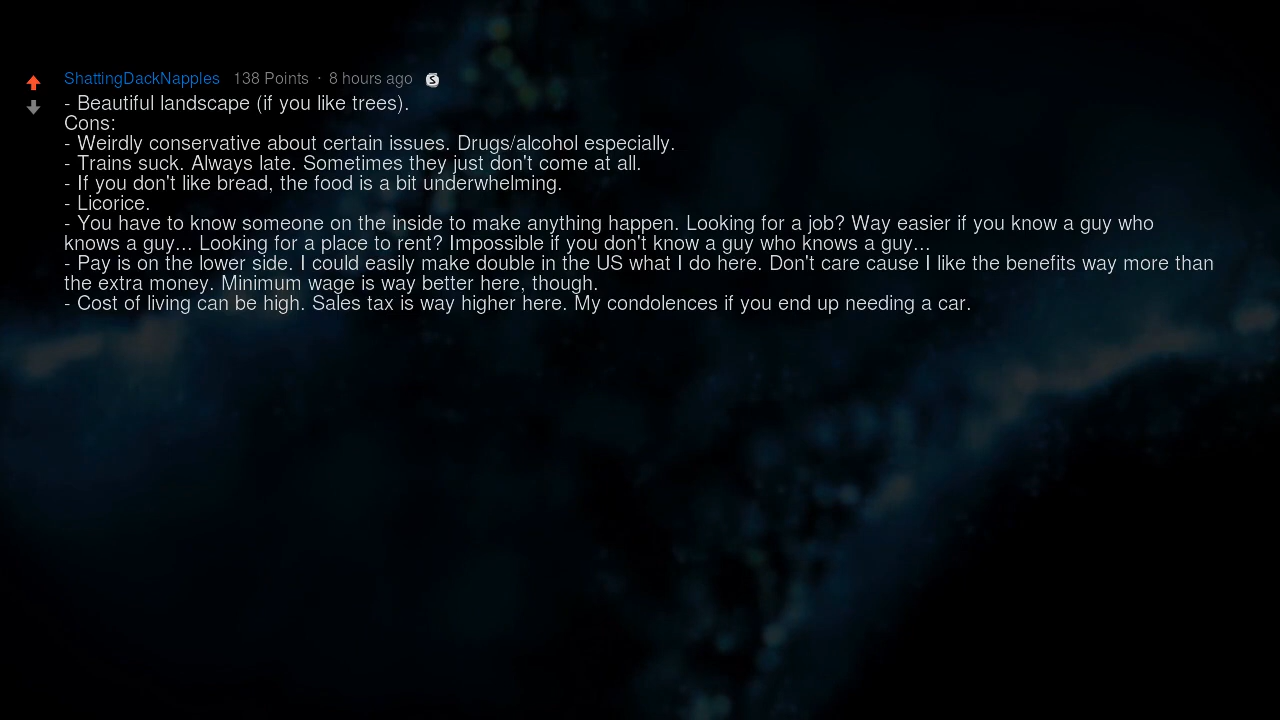 ShattingDackNapples 138 Points · 8 hours ago S
- Beautiful landscape (if you like trees).
Cons:
- Weirdly conservative about certain issues. Drugs/alcohol especially.
- Trains suck. Always late. Sometimes they just don't come at all.
- If you don't like bread, the food is a bit underwhelming.
- Licorice.
- You have to know someone on the inside to make anything happen. Looking for a job? Way easier if you know a guy who
knows a guy... Looking for a place to rent? Impossible if you don't know a guy who knows a guy...
- Pay is on the lower side. I could easily make double in the US what I do here. Don't care cause I like the benefits way more than
the extra money. Minimum wage is way better here, though.
- Cost of living can be high. Sales tax is way higher here. My condolences if you end up needing a car.